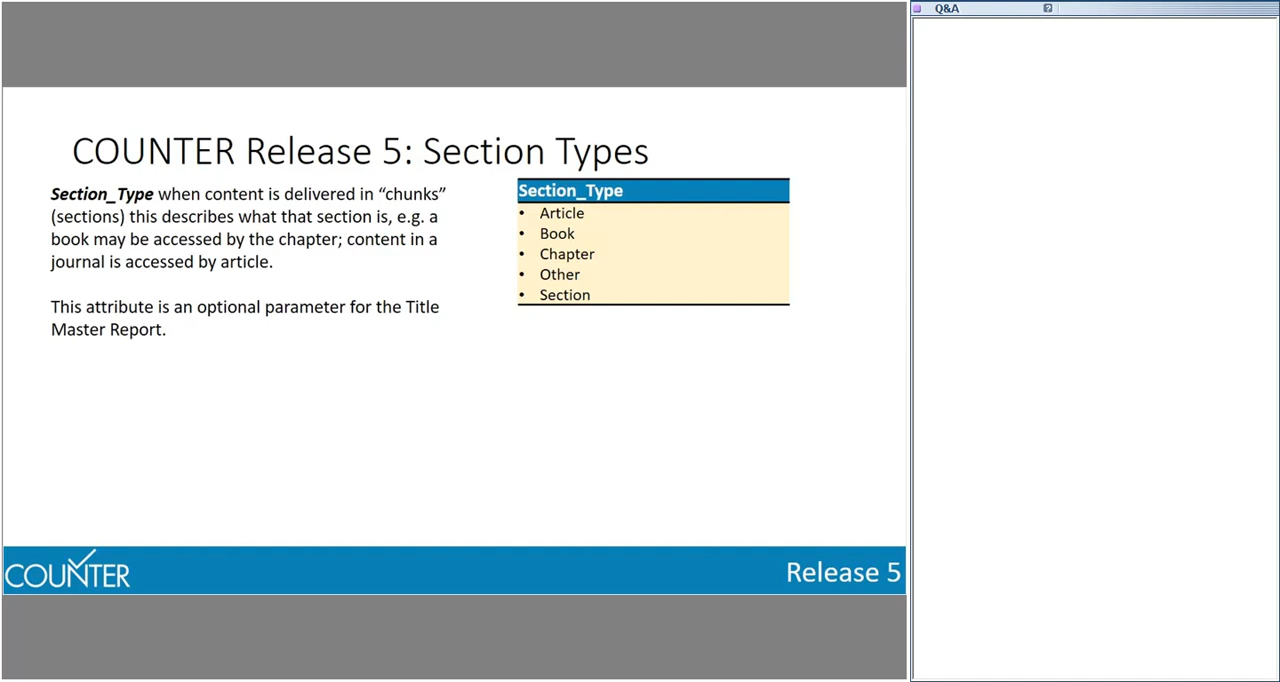 Q&A
?
COUNTER Release 5: Section Types
Section_Type when content is delivered in “chunks”
(sections) this describes what that section is, e.g. a
book may be accessed by the chapter; content in a
journal is accessed by article.
This attribute is an optional parameter for the Title
Master Report.
Section_Type
• Article
• Book
• Chapter
• Other
• Section
COUNTER
Release 5